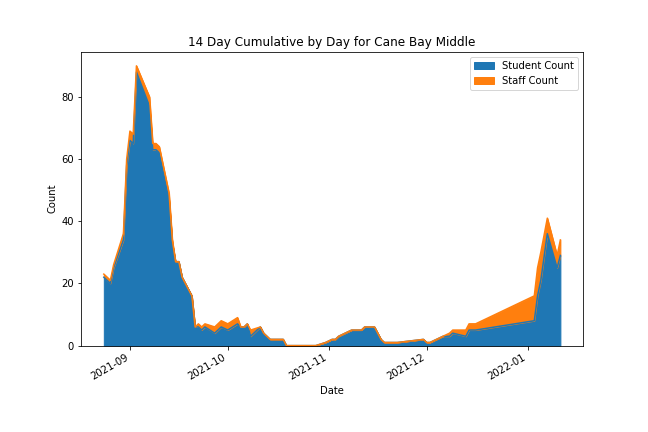 14 Day Cumulative by Day for Cane Bay Middle
Student Count
Staff Count
Count
80
60
40
20
0
2021-09
2021-10
2021-11
2021-12
2022-01
Date